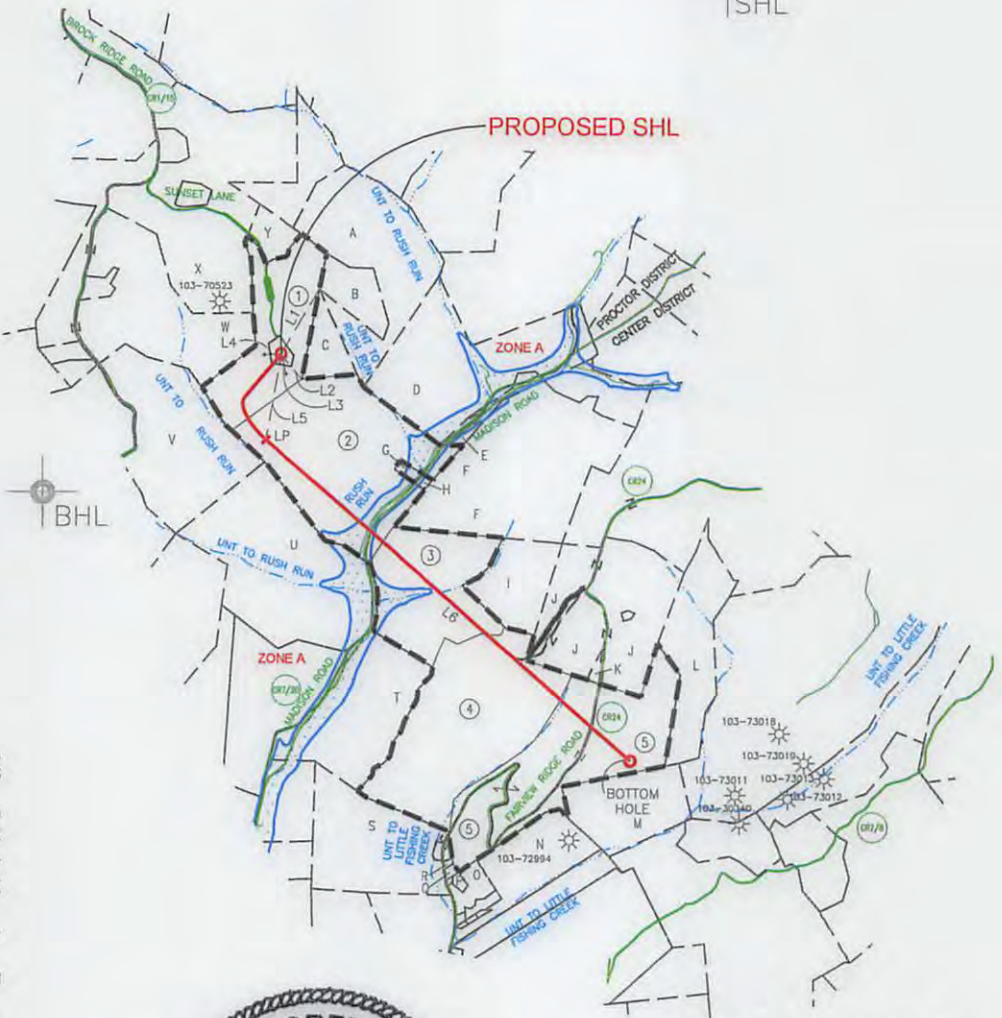 SHL
BROCK RIDGE ROAD
CR1/15
PROPOSED SHL
SUNSET LANE
UNT TO RUSH RUN
Y
A
PROCTOR DISTRICT
CENTER DISTRICT
X
103-70523
1
B
L1
W
L4
C
UNT TO
RUSH RUN
ZONE A
L2
L3
D
L5
UNT TO
RUSH RUN
MADISON ROAD
V
LP
2
G
E
F
H
CR24
BHL
RUSH
RUN
F
UNT TO RUSH RUN
U
3
I
J
L6
ZONE A
J
J
K
L
UNT TO LITTLE
FISHING CREEK
MADISON ROAD
T
4
CR24
5
103-73018
103-73019
103-73011
103-73013
103-73012
BOTTOM
HOLE
M
FAIRVIEW RIDGE ROAD
S
UNT TO
LITTLE
FISHING
CREEK
5
N
103-72994
CR2/8
R
Q
O
UNT TO LITTLE
FISHING CREEK